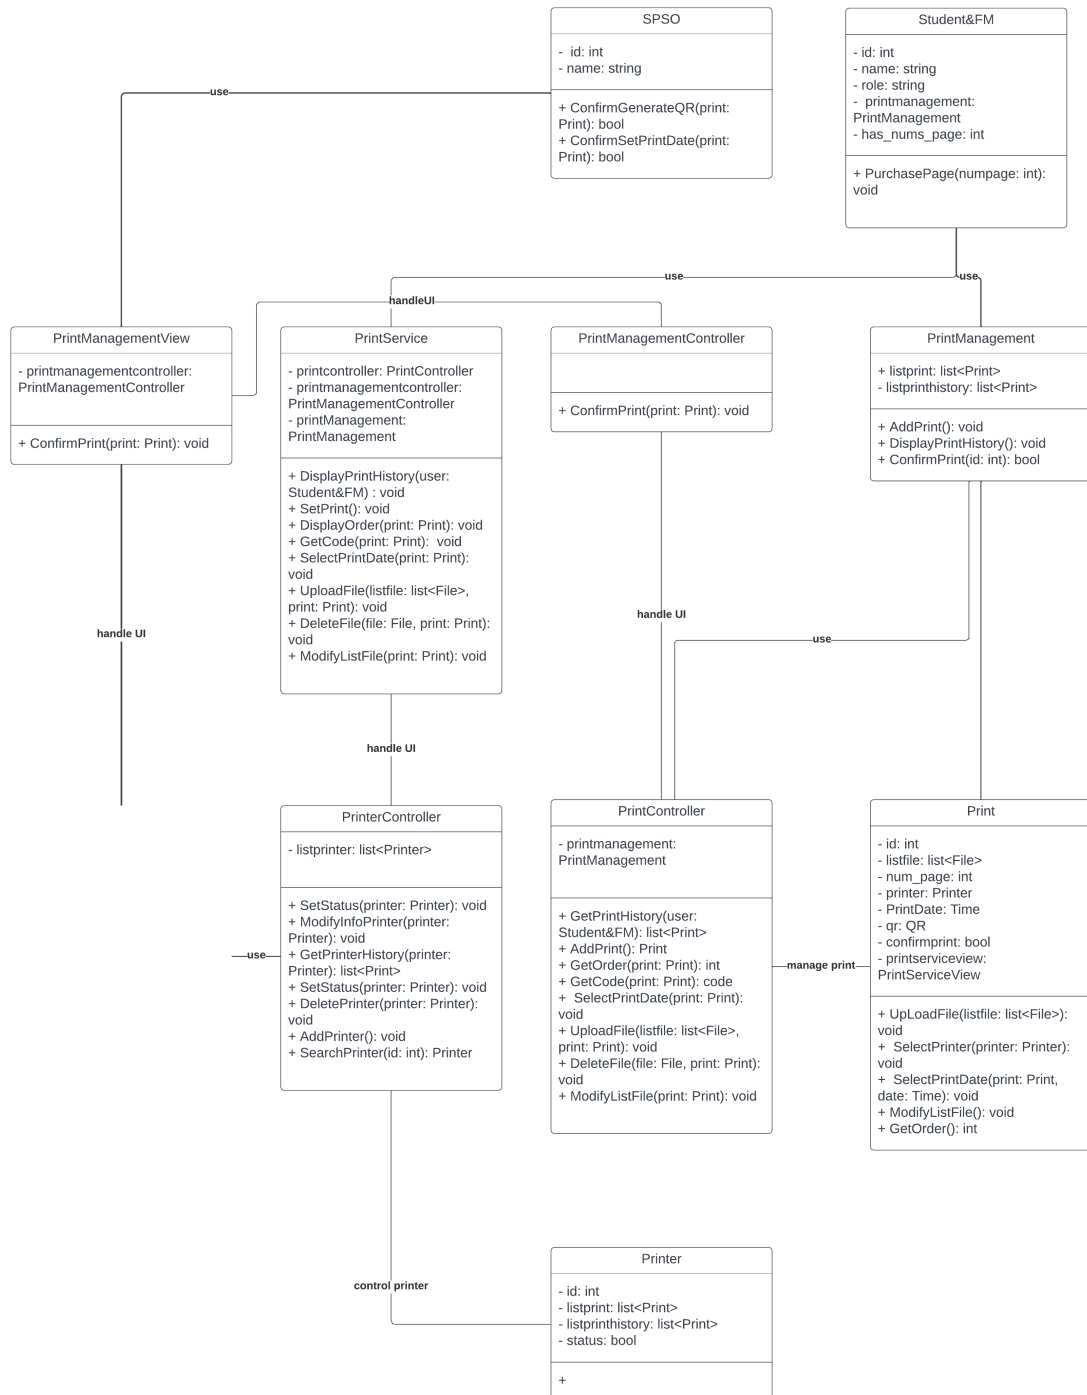 SPSO
-  id: int
- name: string
+ ConfirmGenerateQR(print:
Print): bool
+ ConfirmSetPrintDate(print:
Print): bool
Student&FM
- id: int
- name: string
- role: string
-  printmanagement:
PrintManagement
- has_nums_page: int
+ PurchasePage(numpage: int):
void
use
use
use
handleUI
PrintManagementView
- printmanagementcontroller:
PrintManagementController
+ ConfirmPrint(print: Print): void
PrintService
- printcontroller: PrintController
- printmanagementcontroller:
PrintManagementController
- printManagement:
PrintManagement
+ DisplayPrintHistory(user:
Student&FM) : void
+ SetPrint(): void
+ DisplayOrder(print: Print): void
+ GetCode(print: Print):  void
+ SelectPrintDate(print: Print):
void
+ UploadFile(listfile: list<File>,
print: Print): void
+ DeleteFile(file: File, print: Print):
void
+ ModifyListFile(print: Print): void
PrintManagementController
+ ConfirmPrint(print: Print): void
PrintManagement
+ listprint: list<Print>
- listprinthistory: list<Print>
+ AddPrint(): void
+ DisplayPrintHistory(): void
+ ConfirmPrint(id: int): bool
handle UI
handle UI
use
handle UI
PrinterController
- listprinter: list<Printer>
+ SetStatus(printer: Printer): void
+ ModifyInfoPrinter(printer:
Printer): void
+ GetPrinterHistory(printer:
Printer): list<Print>
+ SetStatus(printer: Printer): void
+ DeletePrinter(printer: Printer):
void
+ AddPrinter(): void
+ SearchPrinter(id: int): Printer
use
PrintController
- printmanagement:
PrintManagement
+ GetPrintHistory(user:
Student&FM): list<Print>
+ AddPrint(): Print
+ GetOrder(print: Print): int
+ GetCode(print: Print): code
+  SelectPrintDate(print: Print):
void
+ UploadFile(listfile: list<File>,
print: Print): void
+ DeleteFile(file: File, print: Print):
void
+ ModifyListFile(print: Print): void
manage print
Print
- id: int
- listfile: list<File>
- num_page: int
- printer: Printer
- PrintDate: Time
- qr: QR
- confirmprint: bool
- printserviceview:
PrintServiceView
+ UpLoadFile(listfile: list<File>):
void
+  SelectPrinter(printer: Printer):
void
+  SelectPrintDate(print: Print,
date: Time): void
+ ModifyListFile(): void
+ GetOrder(): int
control printer
Printer
- id: int
- listprint: list<Print>
- listprinthistory: list<Print>
- status: bool
+